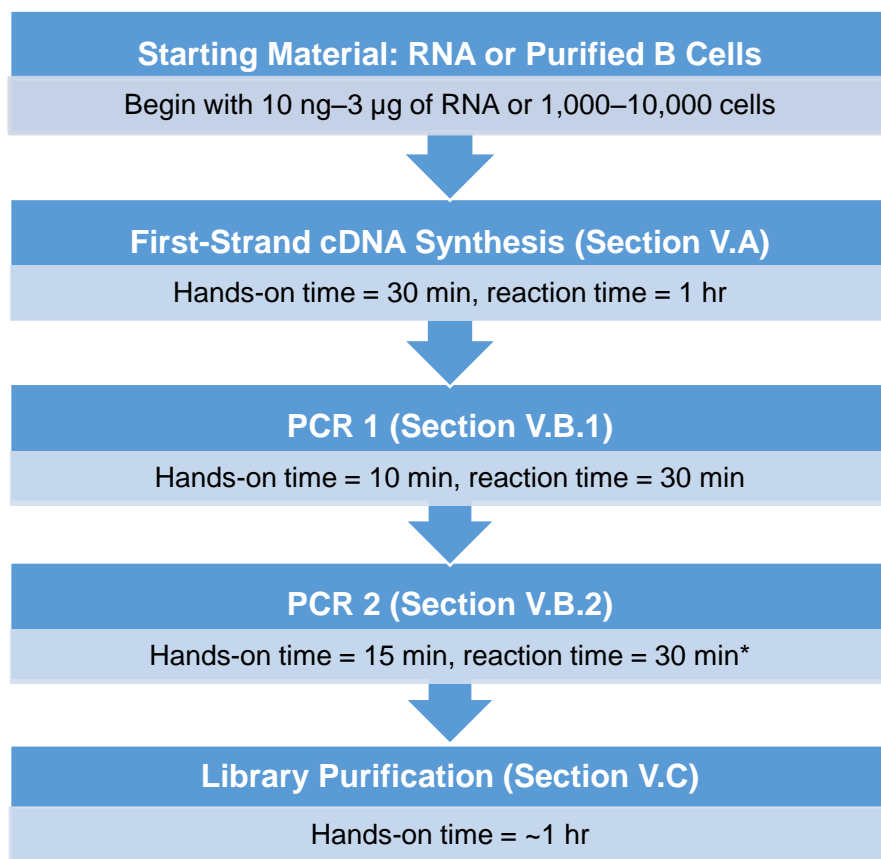 Starting Material: RNA or Purified B Cells
Begin with 10 ng–3 µg of RNA or 1,000–10,000 cells
First-Strand cDNA Synthesis (Section V.A)
Hands-on time = 30 min, reaction time = 1 hr
PCR 1 (Section V.B.1)
Hands-on time = 10 min, reaction time = 30 min
PCR 2 (Section V.B.2)
Hands-on time = 15 min, reaction time = 30 min*
Library Purification (Section V.C)
Hands-on time = ~1 hr